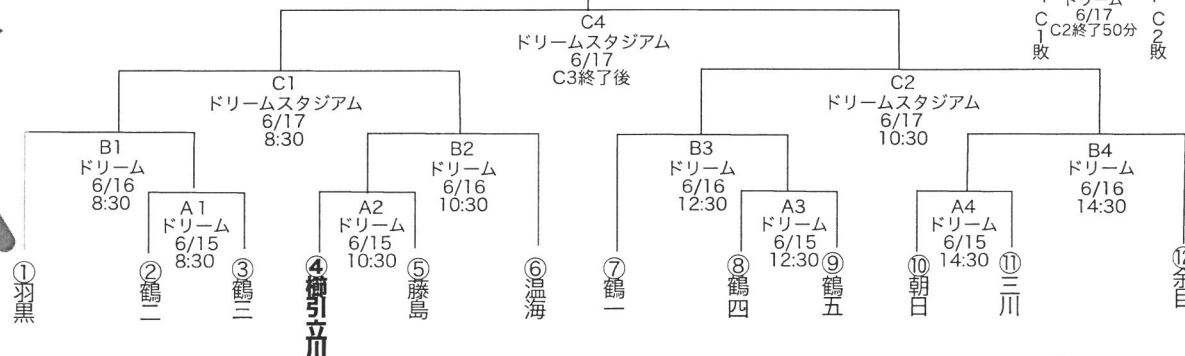 C4
ドリームスタジアム
6/17
C3終了後
ドリーム
6/17
C2終了50分
C1敗
C2敗
C1
ドリームスタジアム
6/17
8:30
C2
ドリームスタジアム
6/17
10:30
B1
ドリーム
6/16
8:30
B2
ドリーム
6/16
10:30
B3
ドリーム
6/16
12:30
B4
ドリーム
6/16
14:30
A1
ドリーム
6/15
8:30
A2
ドリーム
6/15
10:30
A3
ドリーム
6/15
12:30
A4
ドリーム
6/15
14:30
①羽黒
②鶴二
③鶴三
④櫛引立川
⑤藤島
⑥温海
⑦鶴一
⑧鶴四
⑨鶴五
⑩朝日
⑪三川
⑫余目